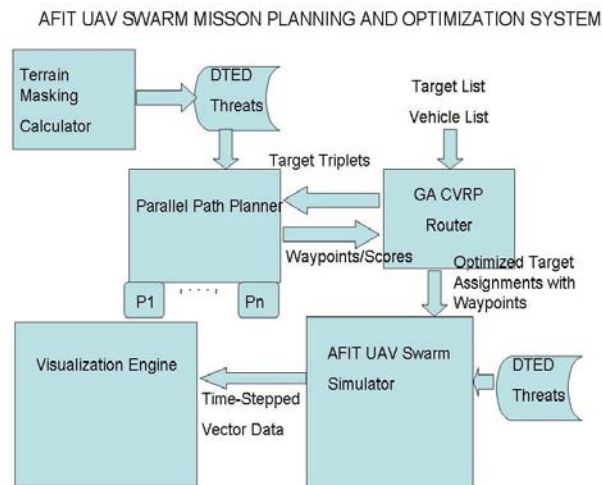 AFIT UAV SWARM MISSON PLANNING AND OPTIMIZATION SYSTEM
Terrain
Masking
Calculator
DTED
Threats
Target List
Vehicle List
Target Triplets
Parallel Path Planner
GA CVRP
Router
Waypoints/Scores
P1
Pn
Optimized Target
Assignments with
Waypoints
Visualization Engine
AFIT UAV Swarm
Simulator
DTED
Threats
Time-Stepped
Vector Data